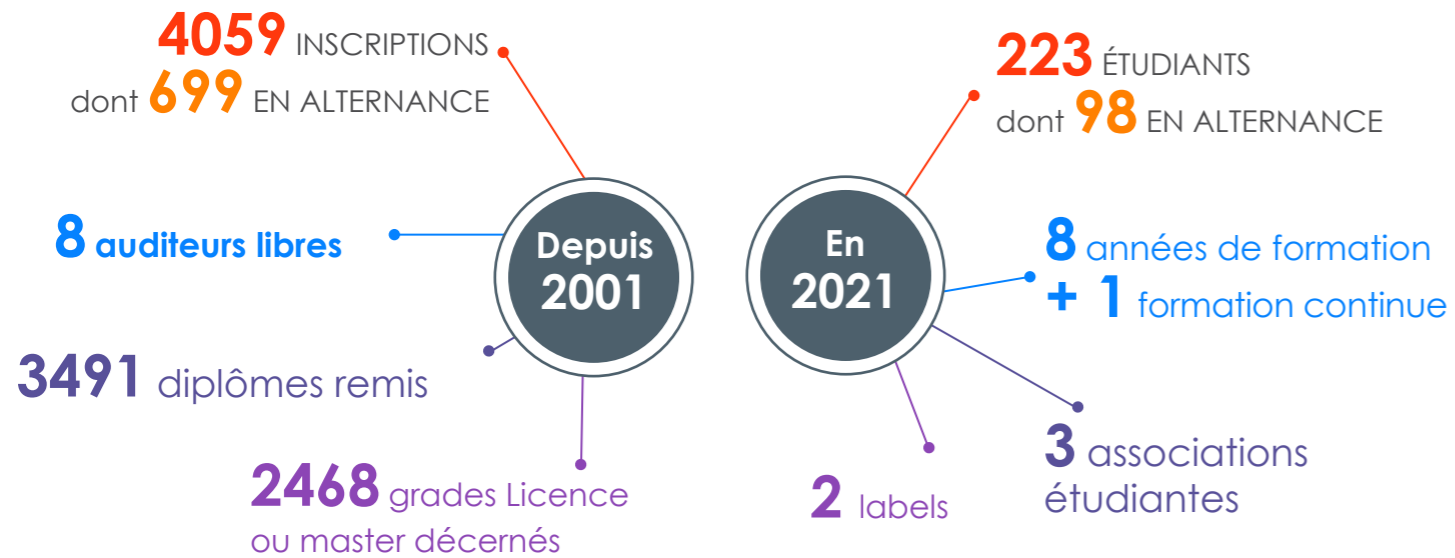 4059 INSCRIPTIONS
dont 699 EN ALTERNANCE
8 auditeurs libres
3491 diplômes remis
2468 grades Licence
ou master décernés
Depuis
2001
En
2021
223 ÉTUDIANTS
dont 98 EN ALTERNANCE
8 années de formation
+ 1 formation continue
3 associations
étudiantes
2 labels